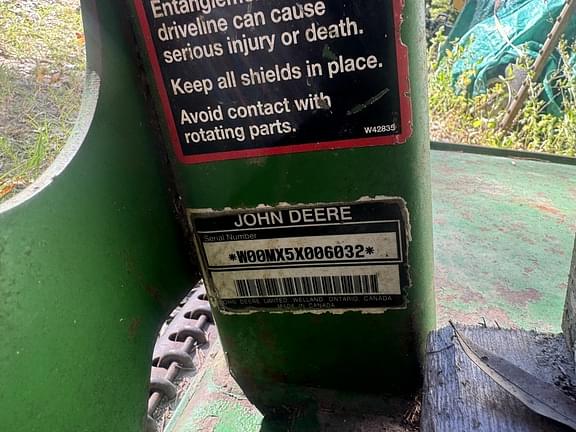 Entanglement
driveline can cause
serious injury or death.
Keep all shields in place.
Avoid contact with
rotating parts.
W42835
JOHN DEERE
Serial Number
*W00MX5X006032*
JOHN DEERE LIMITED, WELLAND, ONTARIO, CANADA
MADE IN CANADA